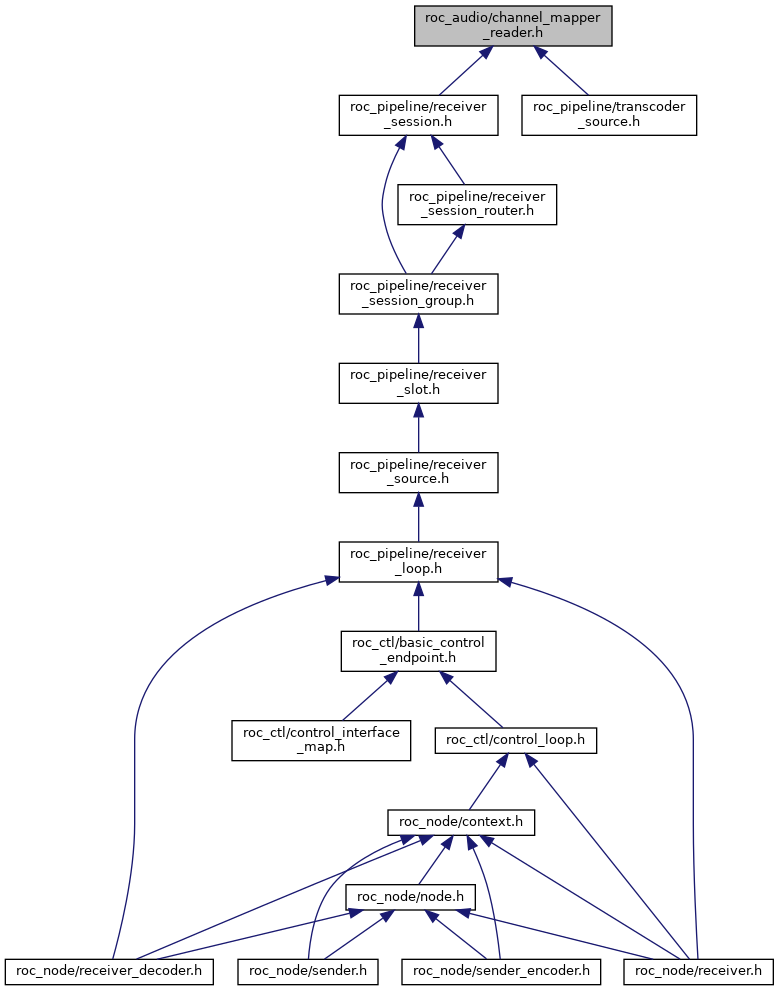 roc_audio/channel_mapper
_reader.h
roc_pipeline/receiver
_session.h
roc_pipeline/transcoder
_source.h
roc_pipeline/receiver
_session_router.h
roc_pipeline/receiver
_session_group.h
roc_pipeline/receiver
_slot.h
roc_pipeline/receiver
_source.h
roc_pipeline/receiver
_loop.h
roc_ctl/basic_control
_endpoint.h
roc_ctl/control_interface
_map.h
roc_ctl/control_loop.h
roc_node/context.h
roc_node/node.h
roc_node/receiver_decoder.h
roc_node/sender.h
roc_node/sender_encoder.h
roc_node/receiver.h